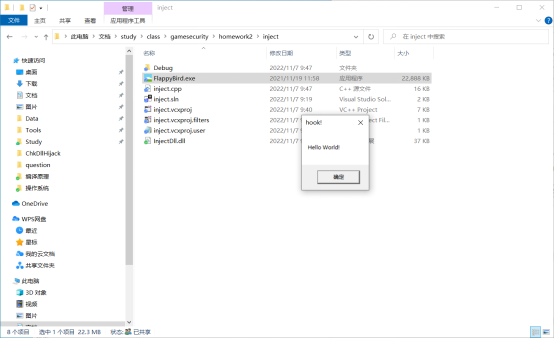 管理
inject
文件 主页 共享 查看 应用程序工具
此电脑 › 文档 › study › class › gamesecurity › homework2 › inject
在 inject 中搜索
名称 修改日期 类型 大小
快速访问
桌面
下载
文档
图片
Data
Tools
Study
ChkDllHijack
question
编译原理
操作系统
OneDrive
WPS网盘
最近
星标
我的云文档
共享文件夹
此电脑
3D 对象
视频
图片
Debug 2022/11/7 9:47 文件夹
FlappyBird.exe 2021/11/19 11:58 应用程序 22,888 KB
inject.cpp 2022/11/7 9:47 C++ 源文件 16 KB
inject.sln 2022/11/7 9:19 Visual Studio Sol... 2 KB
inject.vcxproj 2022/11/7 9:40 VC++ Project 7 KB
inject.vcxproj.filters 2022/11/7 1 KB
inject.vcxproj.user 2022/11/7 1 KB
InjectDll.dll 2022/11/7 37 KB
hook!
Hello World!
确定
8 个项目 选中 1 个项目 22.3 MB 状态: 已共享